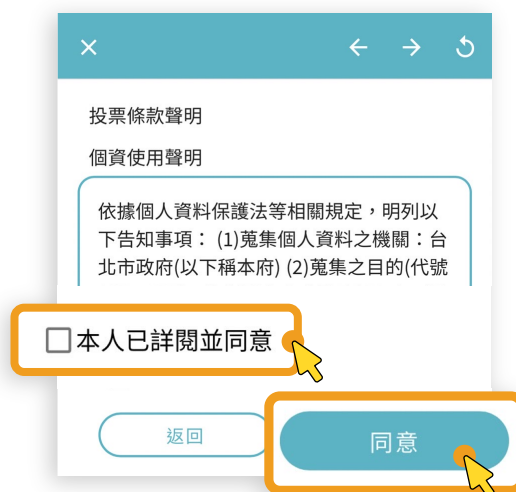 投票條款聲明
個資使用聲明
依據個人資料保護法等相關規定，明列以
下告知事項： (1)蒐集個人資料之機關：台
北市政府(以下稱本府) (2)蒐集之目的(代號
本人已詳閱並同意
返回
同意